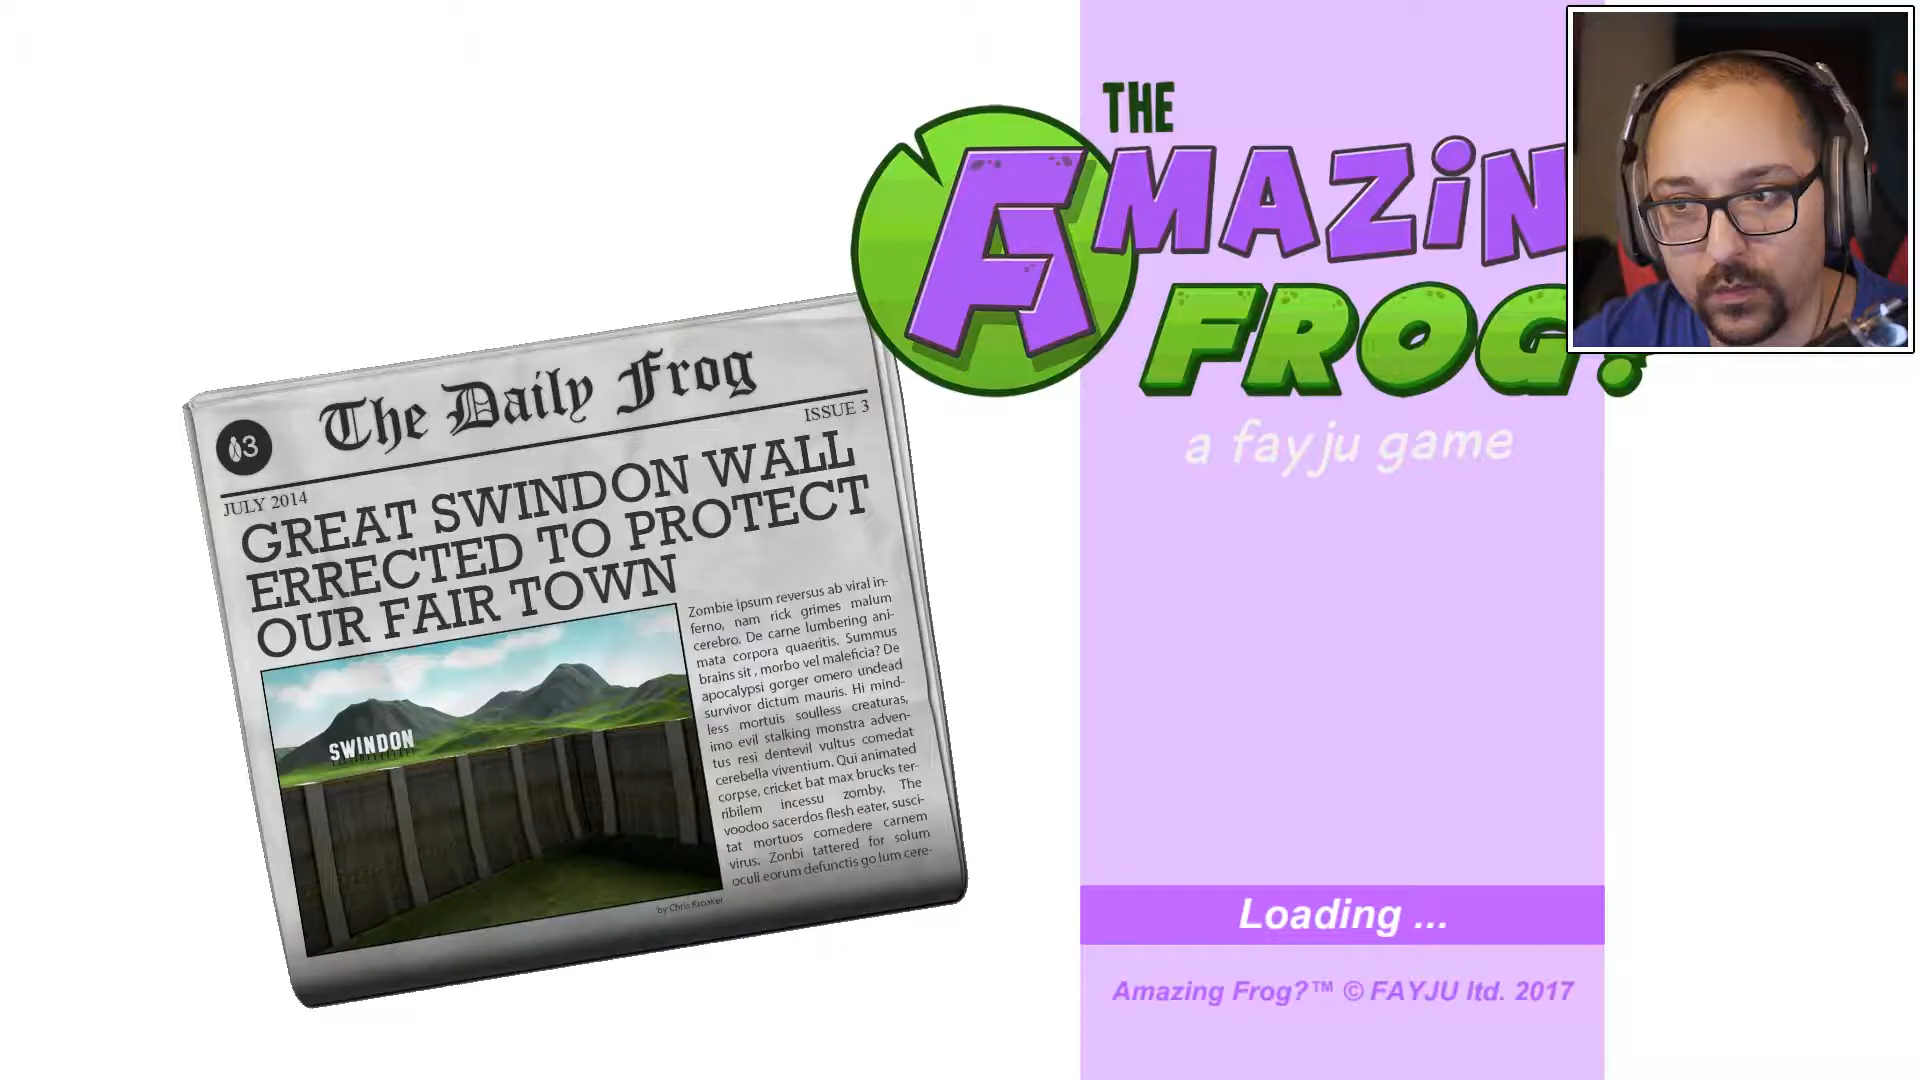 THE
AMAZIN
FROG?
a fayju game
The Daily Frog
3
ISSUE 3
JULY 2014
GREAT SWINDON WALL
ERRECTED TO PROTECT
OUR FAIR TOWN
Zombie ipsum reversus ab viral in-
ferno, nam rick grimes malum
cerebro. De carne lumbering ani-
mata corpora quaeritis. Summus
brains sit, morbo vel maleficia? De
apocalypsi gorger omero undead
survivor dictum mauris. Hi mind-
less mortuis soulless creaturas,
imo evil stalking monstra adven-
tus resi dentevil vultus comedat
cerebella viventium. Qui animated
corpse, cricket bat max brucks ter-
ribilem incessu zomby. The
voodoo sacerdos flesh eater, susci-
tat mortuos comedere carnem
virus. Zonbi tattered for solum
oculi eorum defunctis go lum cere-
SWINDON
by Chris Kroaker
Loading ...
Amazing Frog?™ © FAYJU ltd. 2017